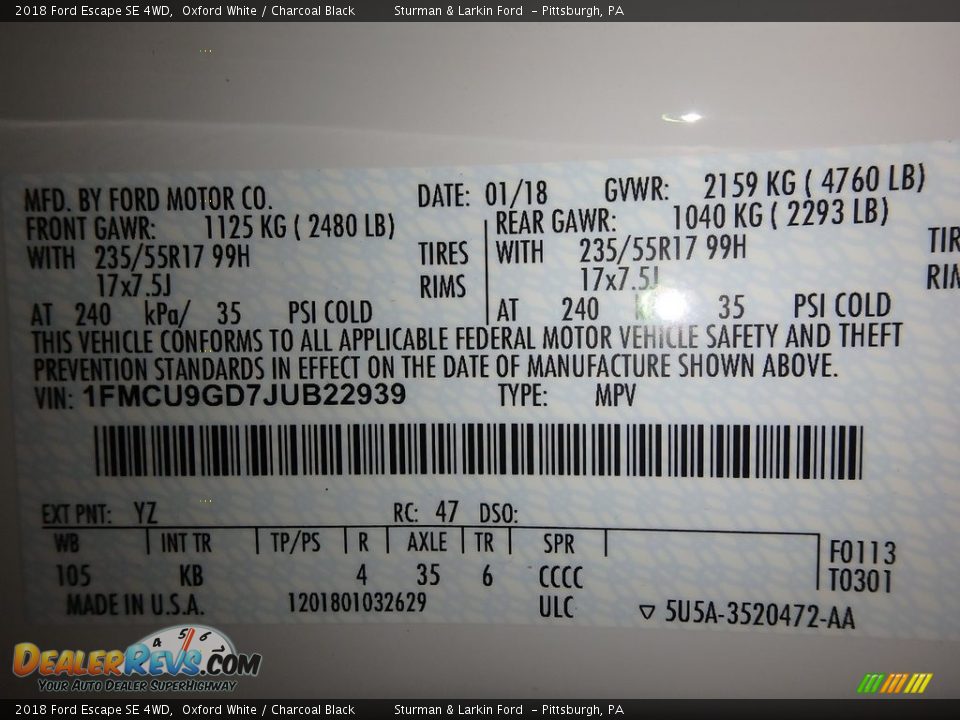 2018 Ford Escape SE 4WD,  Oxford White / Charcoal Black     Sturman & Larkin Ford  - Pittsburgh, PA
MFD. BY FORD MOTOR CO. DATE: 01/18 GVWR: 2159 KG ( 4760 LB)
FRONT GAWR: 1125 KG ( 2480 LB) REAR GAWR: 1040 KG ( 2293 LB)
WITH 235/55R17 99H TIRES WITH 235/55R17 99H TIR
17x7.5J RIMS 17x7.5J RIM
AT 240 kPa/ 35 PSI COLD AT 240 35 PSI COLD
THIS VEHICLE CONFORMS TO ALL APPLICABLE FEDERAL MOTOR VEHICLE SAFETY AND THEFT
PREVENTION STANDARDS IN EFFECT ON THE DATE OF MANUFACTURE SHOWN ABOVE.
VIN: 1FMCU9GD7JUB22939 TYPE: MPV
EXT PNT: YZ RC: 47 DSO:
WB INT TR TP/PS R AXLE TR SPR F0113
105 KB 4 35 6 CCCC T0301
MADE IN U.S.A. 1201801032629 ULC ▽ 5U5A-3520472-AA
4 5 6
DEALERREVS.COM
YOUR AUTO DEALER SUPERHIGHWAY
2018 Ford Escape SE 4WD,  Oxford White / Charcoal Black     Sturman & Larkin Ford  - Pittsburgh, PA